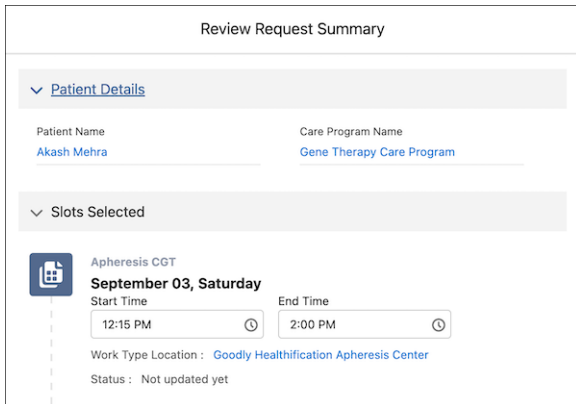 Review Request Summary
Patient Details
Patient Name Care Program Name
Akash Mehra Gene Therapy Care Program
Slots Selected
Apheresis CGT
September 03, Saturday
Start Time End Time
12:15 PM 2:00 PM
Work Type Location : Goodly Healthification Apheresis Center
Status : Not updated yet